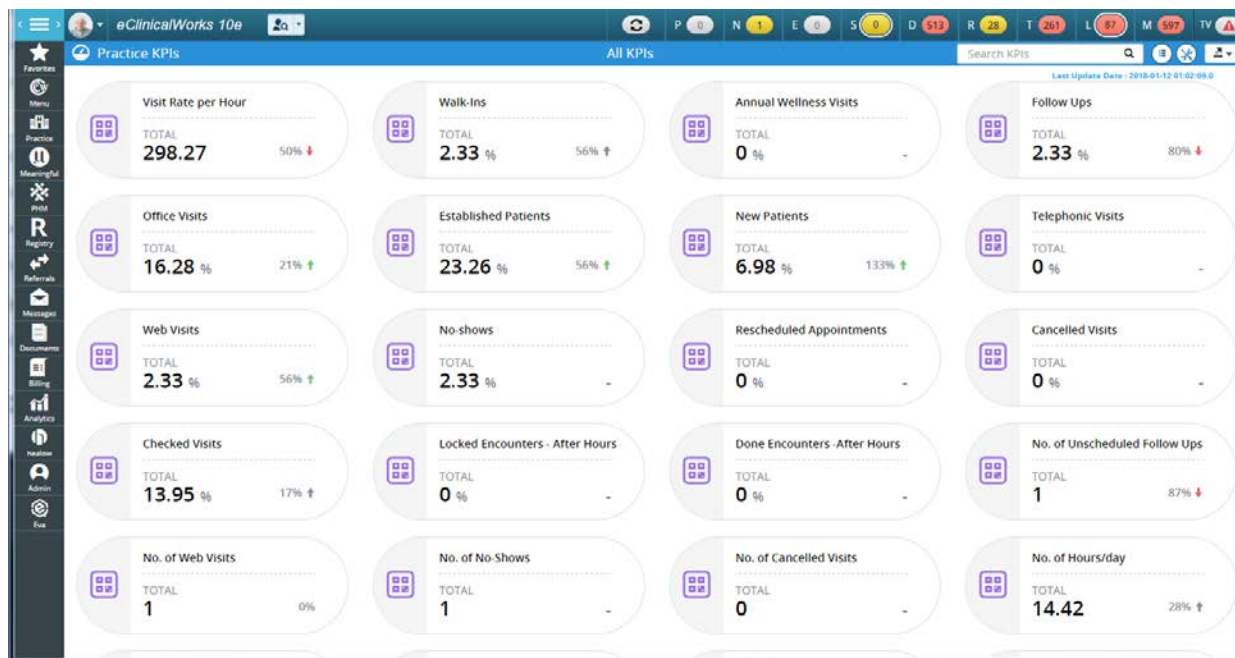 eClinicalWorks 10e P 0 N 1 E 0 S 0 D 513 R 28 T 261 L 87 M 597 TV
Practice KPIs All KPIs Search KPIs
Last Update Date : 2018-01-12 01:02:09.0
Favorites
Menu
Practice
Meaningful
PHM
R
Registry
Referrals
Messages
Documents
Billing
Analytics
healow
Admin
Eva
Visit Rate per Hour
TOTAL
298.27 50%
Walk-Ins
TOTAL
2.33 % 56%
Annual Wellness Visits
TOTAL
0 % -
Follow Ups
TOTAL
2.33 % 80%
Office Visits
TOTAL
16.28 % 21%
Established Patients
TOTAL
23.26 % 56%
New Patients
TOTAL
6.98 % 133%
Telephonic Visits
TOTAL
0 % -
Web Visits
TOTAL
2.33 % 56%
No-shows
TOTAL
2.33 % -
Rescheduled Appointments
TOTAL
0 % -
Cancelled Visits
TOTAL
0 % -
Checked Visits
TOTAL
13.95 % 17%
Locked Encounters - After Hours
TOTAL
0 % -
Done Encounters -After Hours
TOTAL
0 % -
No. of Unscheduled Follow Ups
TOTAL
1 87%
No. of Web Visits
TOTAL
1 0%
No. of No-Shows
TOTAL
1 -
No. of Cancelled Visits
TOTAL
0 -
No. of Hours/day
TOTAL
14.42 28%